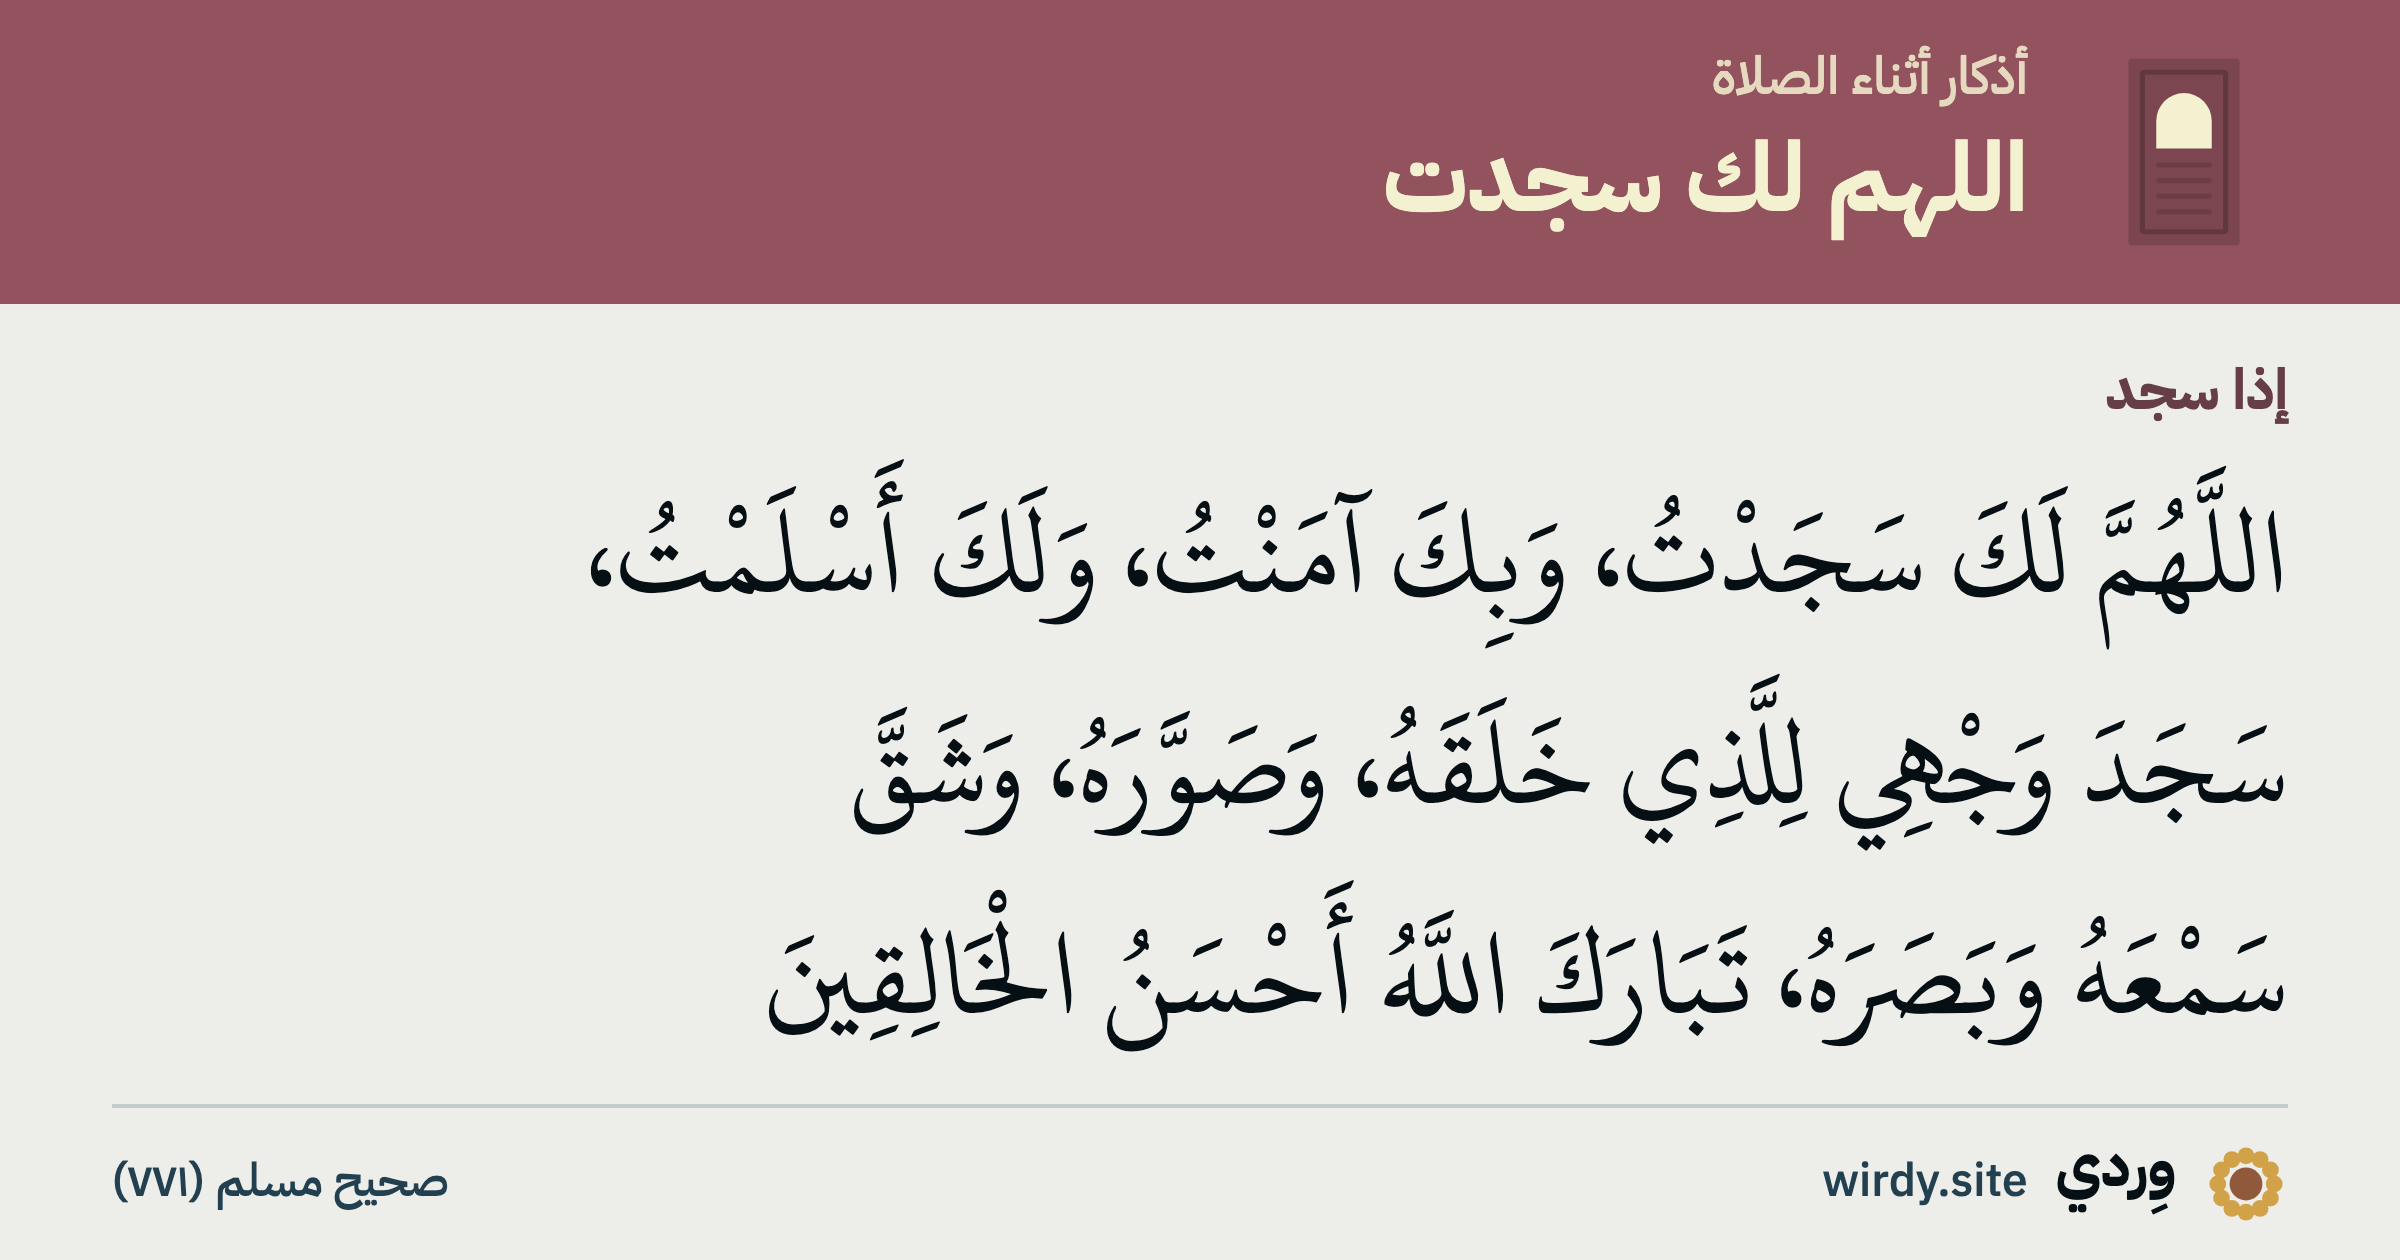 أذكار أثناء الصلاة
اللهم لك سجدت
إذا سجد
اللَّهُمَّ لَكَ سَجَدْتُ، وَبِكَ آمَنْتُ، وَلَكَ أَسْلَمْتُ،
سَجَدَ وَجْهِي لِلَّذِي خَلَقَهُ، وَصَوَّرَهُ، وَشَقَّ
سَمْعَهُ وَبَصَرَهُ، تَبَارَكَ اللَّهُ أَحْسَنُ الْخَالِقِينَ
وِردي wirdy.site
صحيح مسلم (٧٧١)